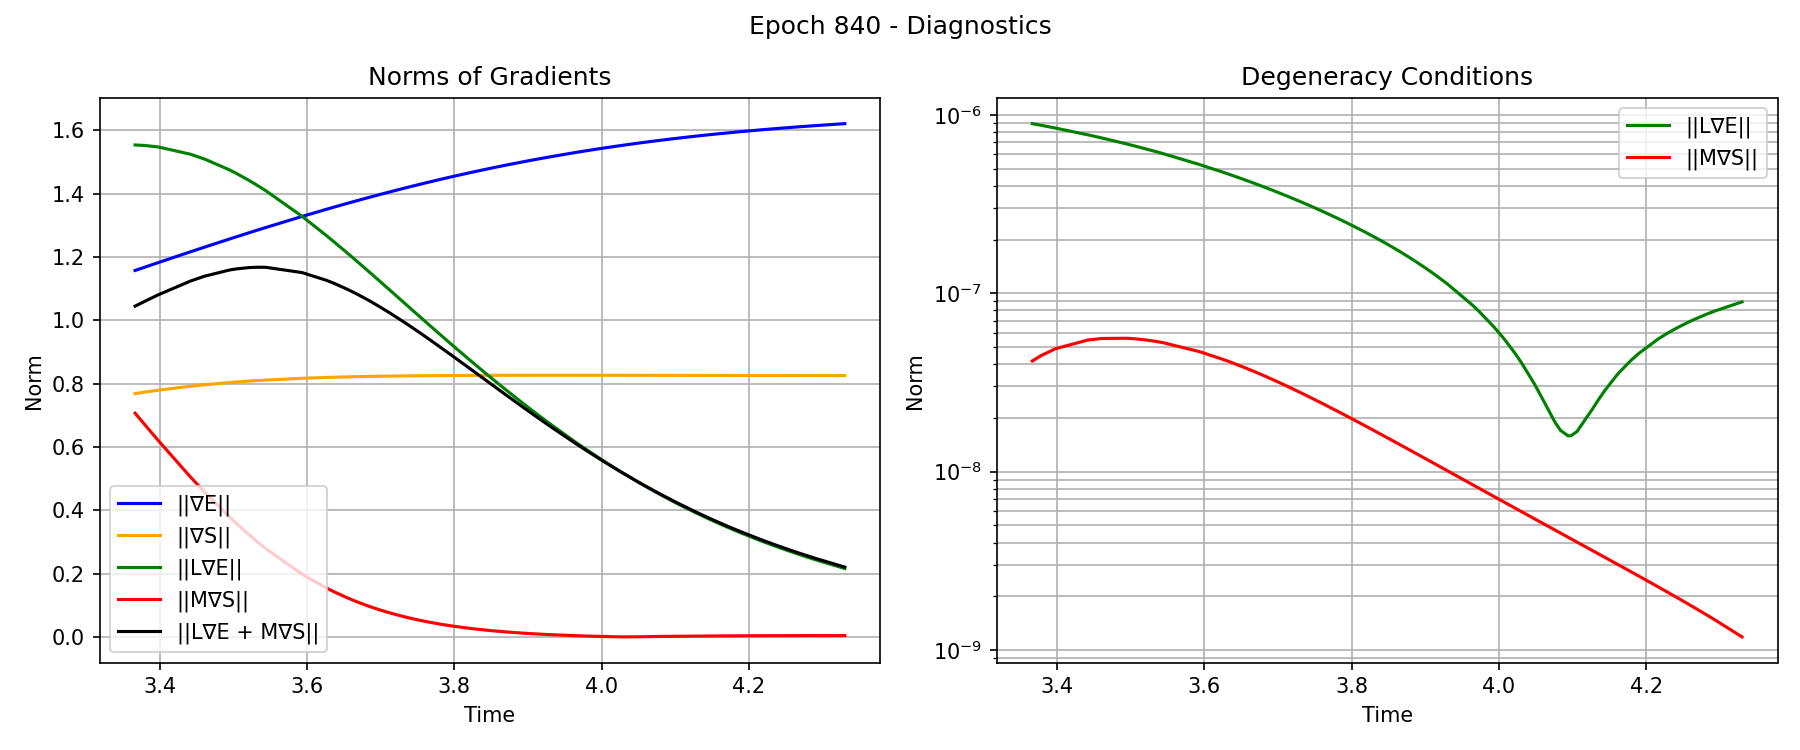 Epoch 840 - Diagnostics
Norms of Gradients
Norm
1.6
1.4
1.2
1.0
0.8
0.6
0.4
0.2
0.0
||∇E||
||∇S||
||L∇E||
||M∇S||
||L∇E + M∇S||
3.4 3.6 3.8 4.0 4.2
Time
Degeneracy Conditions
Norm
10⁻⁶
10⁻⁷
10⁻⁸
10⁻⁹
||L∇E||
||M∇S||
3.4 3.6 3.8 4.0 4.2
Time